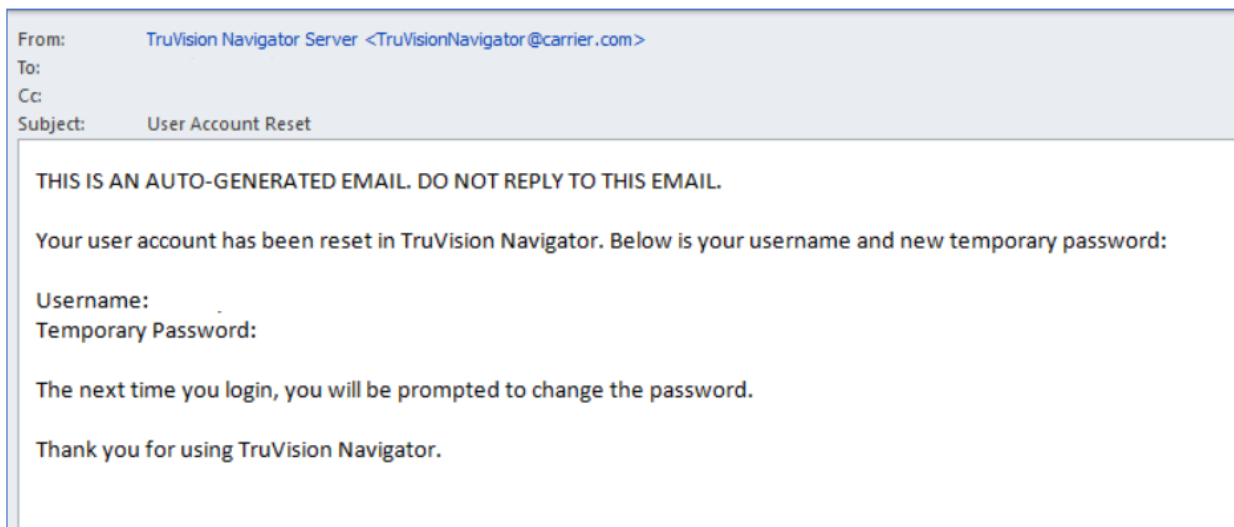 From: TruVision Navigator Server <TruVisionNavigator@carrier.com>
To:
Cc:
Subject: User Account Reset
THIS IS AN AUTO-GENERATED EMAIL. DO NOT REPLY TO THIS EMAIL.
Your user account has been reset in TruVision Navigator. Below is your username and new temporary password:
Username:
Temporary Password:
The next time you login, you will be prompted to change the password.
Thank you for using TruVision Navigator.